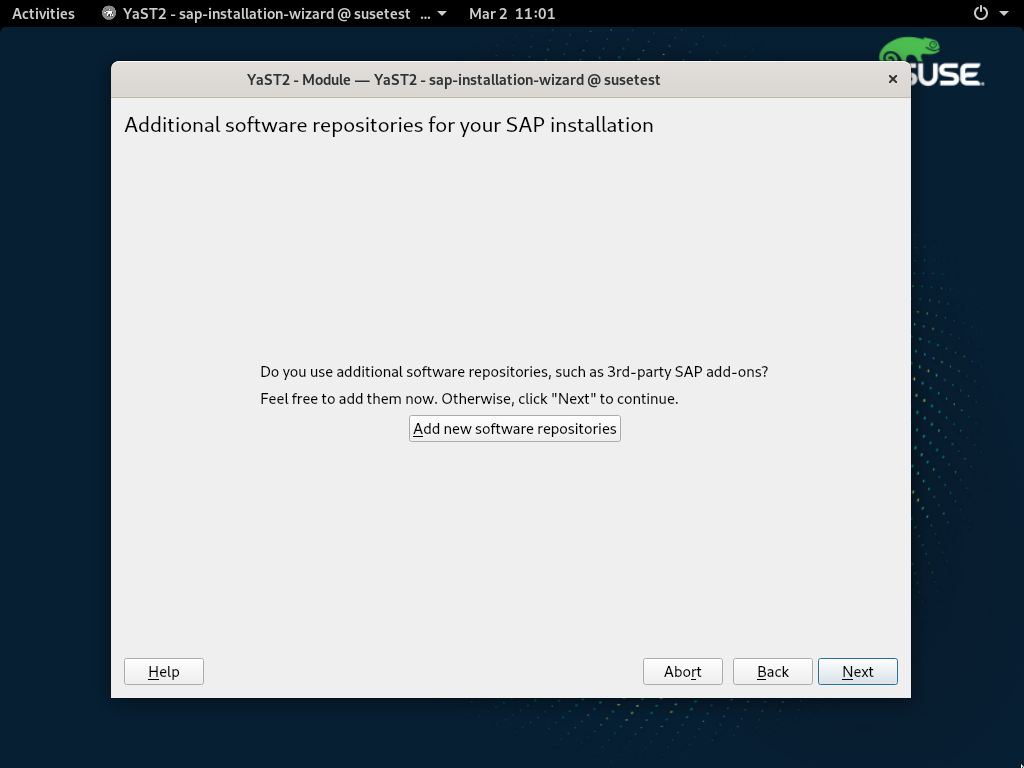 Activities
YaST2 - sap-installation-wizard @ susetest ...
Mar 2 11:01
SUSE
YaST2 - Module — YaST2 - sap-installation-wizard @ susetest
Additional software repositories for your SAP installation
Do you use additional software repositories, such as 3rd-party SAP add-ons?
Feel free to add them now. Otherwise, click "Next" to continue.
Add new software repositories
Help
Abort
Back
Next